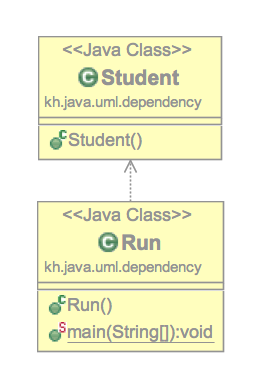 <<Java Class>>
C Student
kh.java.uml.dependency
C Student()
<<Java Class>>
C Run
kh.java.uml.dependency
C Run()
S main(String[]):void